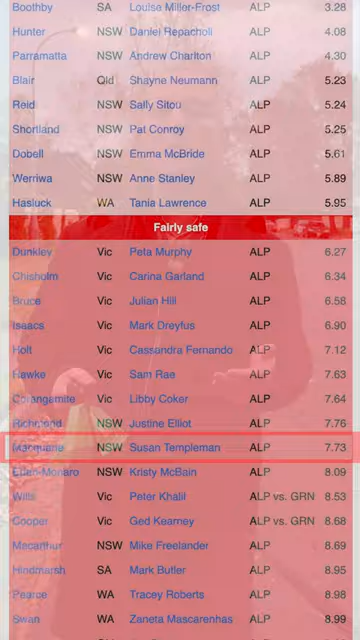 Boothby SA Louise Miller-Frost ALP 3.28
Hunter NSW Daniel Repacholi ALP 4.08
Parramatta NSW Andrew Charlton ALP 4.30
Blair Qld Shayne Neumann ALP 5.23
Reid NSW Sally Sitou ALP 5.24
Shortland NSW Pat Conroy ALP 5.25
Dobell NSW Emma McBride ALP 5.61
Werriwa NSW Anne Stanley ALP 5.89
Hasluck WA Tania Lawrence ALP 5.95
Fairly safe
Dunkley Vic Peta Murphy ALP 6.27
Chisholm Vic Carina Garland ALP 6.34
Bruce Vic Julian Hill ALP 6.58
Isaacs Vic Mark Dreyfus ALP 6.90
Holt Vic Cassandra Fernando ALP 7.12
Hawke Vic Sam Rae ALP 7.63
Corangamite Vic Libby Coker ALP 7.64
Richmond NSW Justine Elliot ALP 7.76
Macquarie NSW Susan Templeman ALP 7.73
Eden-Monaro NSW Kristy McBain ALP 8.09
Wills Vic Peter Khalil ALP vs. GRN 8.53
Cooper Vic Ged Kearney ALP vs. GRN 8.68
Macarthur NSW Mike Freelander ALP 8.69
Hindmarsh SA Mark Butler ALP 8.95
Pearce WA Tracey Roberts ALP 8.98
Swan WA Zaneta Mascarenhas ALP 8.99